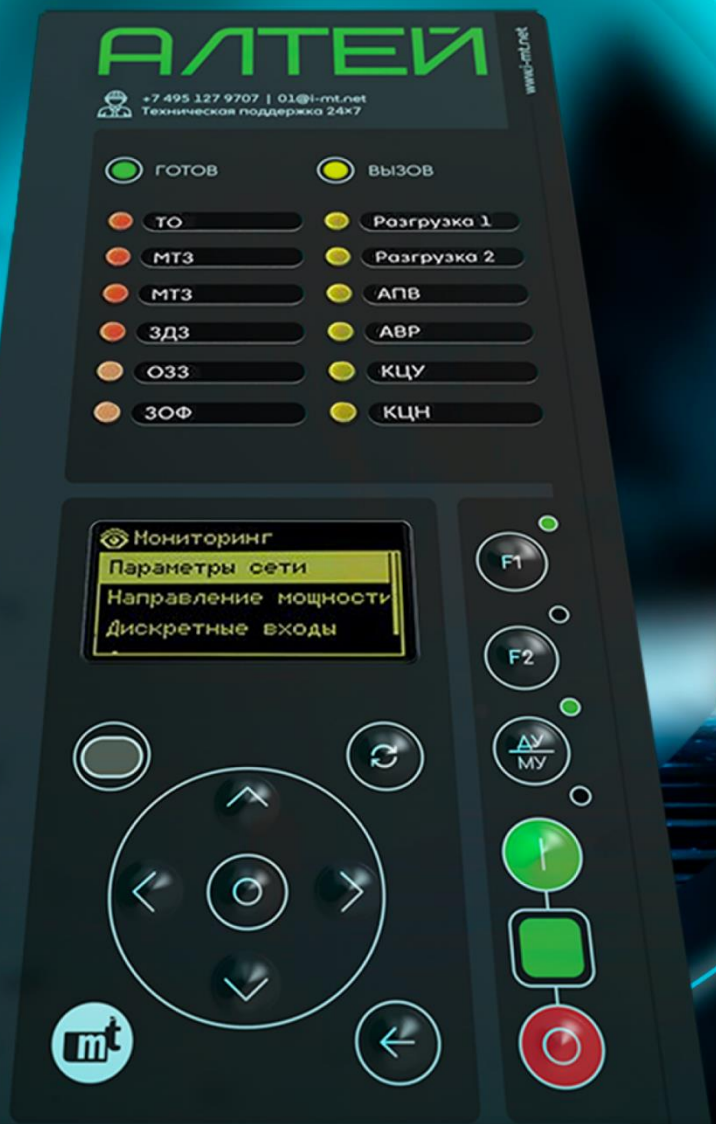 АЛТЕЙ
www.i-mt.net
+7 495 127 9707 | 01@i-mt.net
Техническая поддержка 24×7
ГОТОВ
ВЫЗОВ
ТО
Разгрузка 1
МТЗ
Разгрузка 2
МТЗ
АПВ
ЗДЗ
АВР
ОЗЗ
КЦУ
ЗОФ
КЦН
Мониторинг
Параметры сети
Направление мощности
Дискретные входы
F1
F2
ДУ
МУ
mt